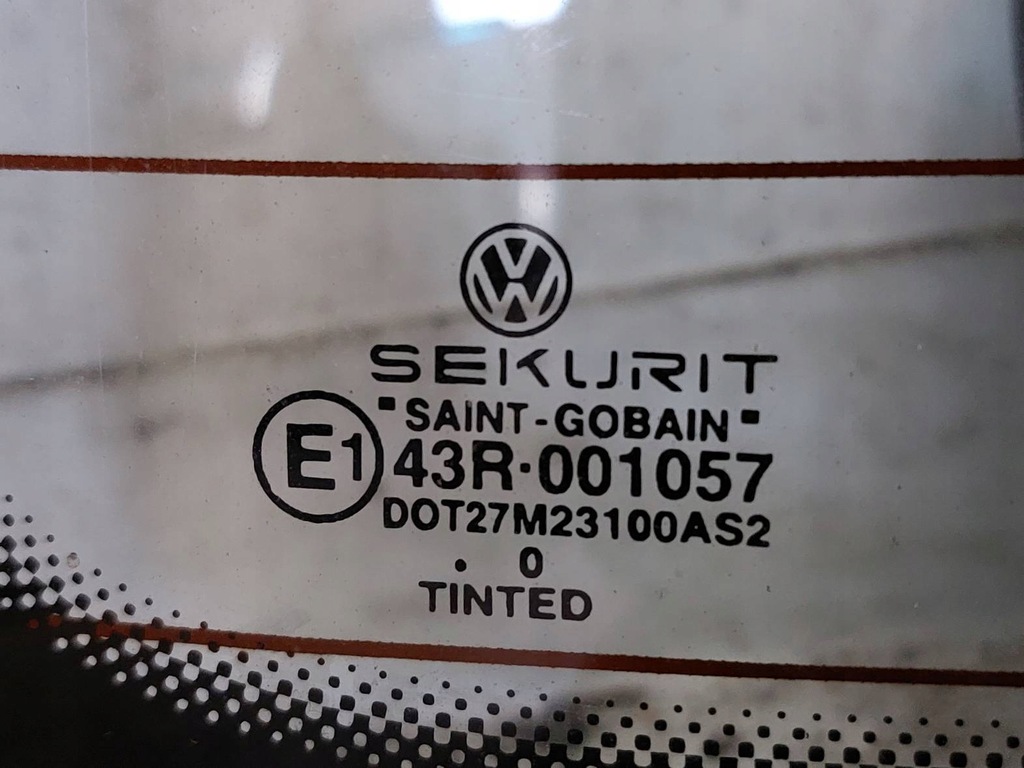 SEKURIT
"SAINT-GOBAIN"
E1 43R-001057
DOT27M23100AS2
. 0
TINTED